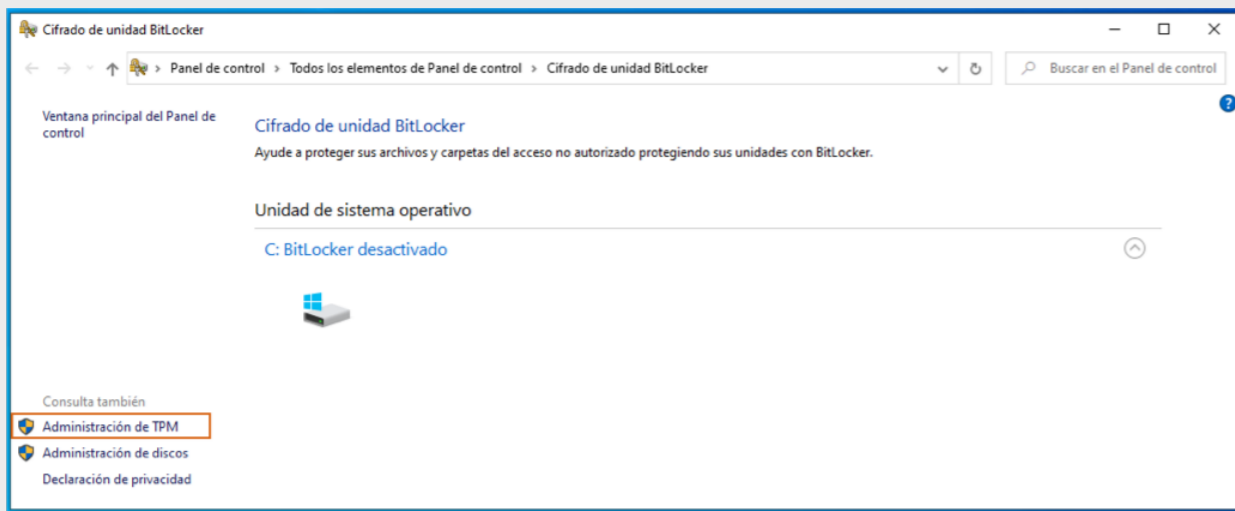 Cifrado de unidad BitLocker
Panel de control > Todos los elementos de Panel de control > Cifrado de unidad BitLocker
Buscar en el Panel de control
Ventana principal del Panel de
control
Cifrado de unidad BitLocker
Ayude a proteger sus archivos y carpetas del acceso no autorizado protegiendo sus unidades con BitLocker.
Unidad de sistema operativo
C: BitLocker desactivado
Consulta también
Administración de TPM
Administración de discos
Declaración de privacidad